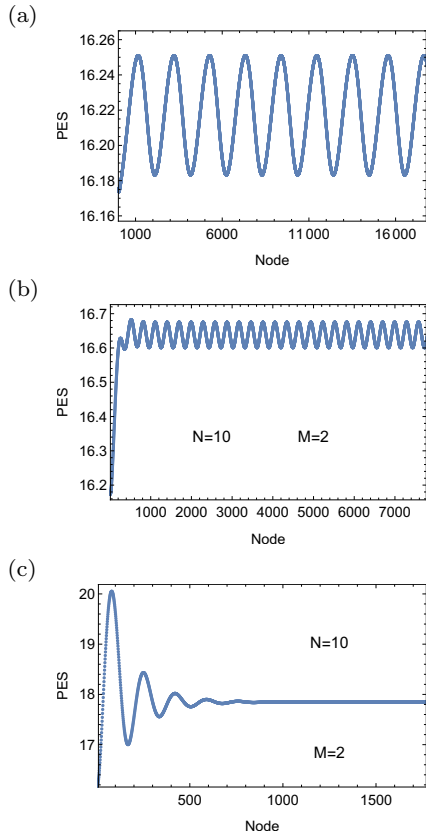 (a)
16.26
16.24
16.22
16.20
16.18
16.16
PES
1000
6000
11 000
16 000
Node
(b)
16.7
16.6
16.5
16.4
16.3
16.2
PES
N=10 M=2
1000 2000 3000 4000 5000 6000 7000
Node
(c)
20
19
18
17
PES
N=10
M=2
500 1000 1500
Node